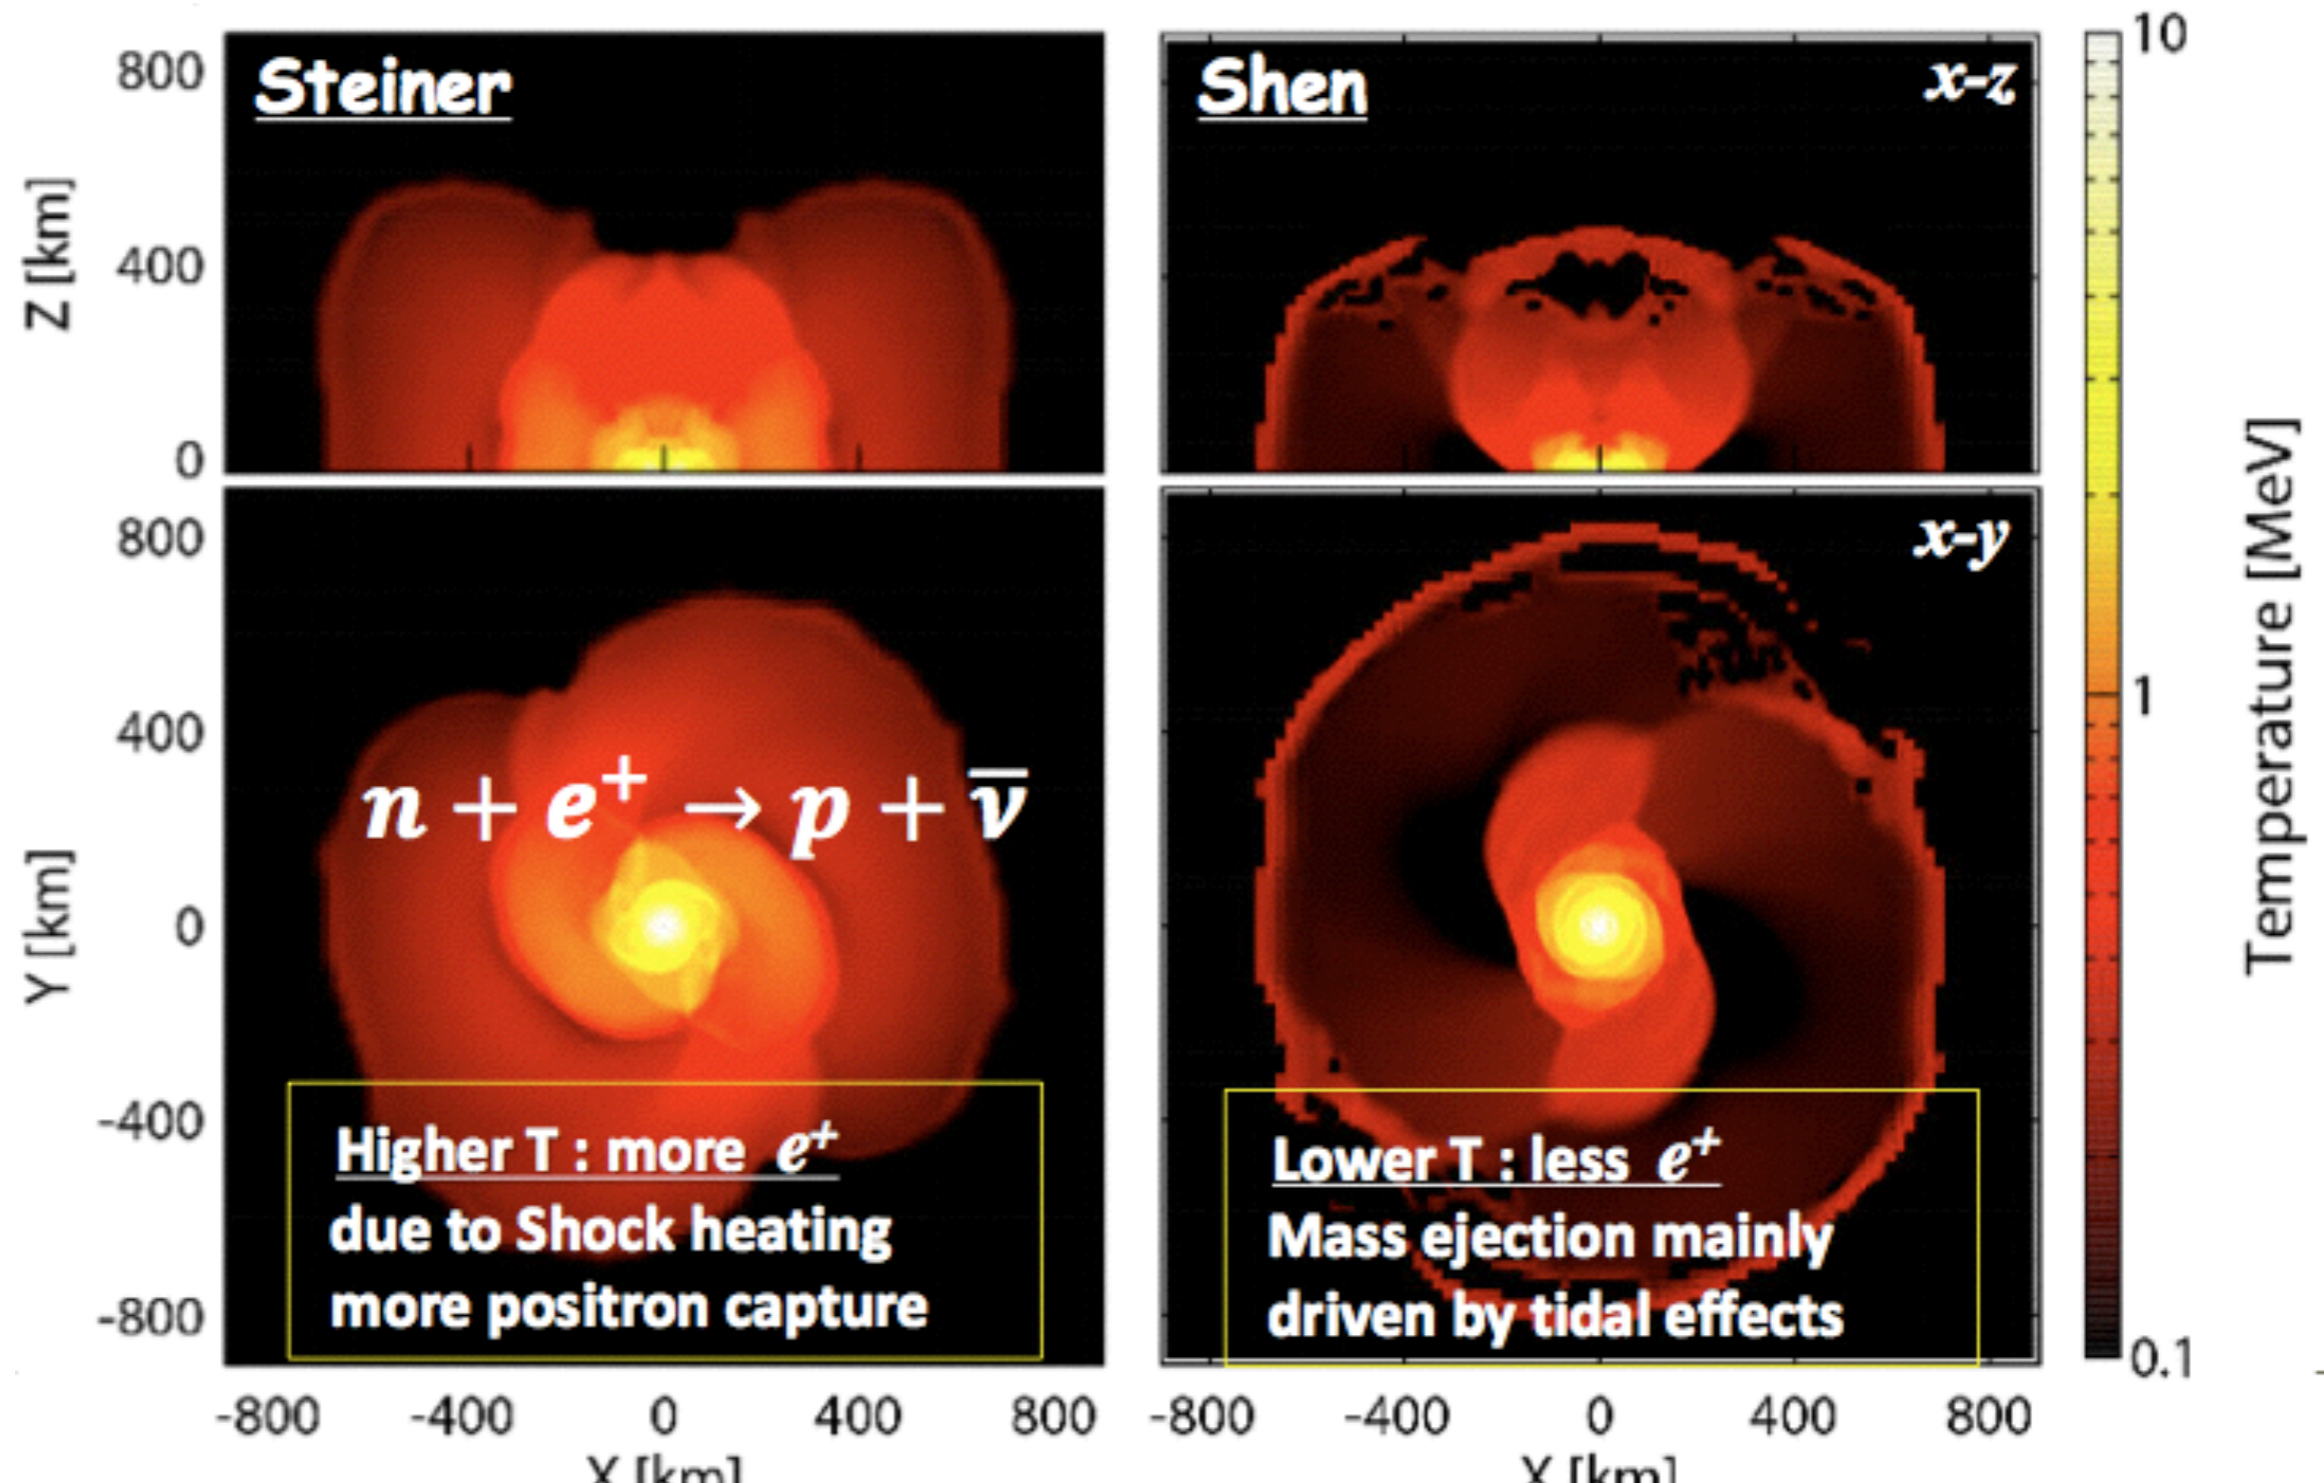 Steiner
Shen
x-z
10
800
Z [km]
400
0
x-y
800
400
n + e⁺ → p + ν̅
1
Temperature [MeV]
Y [km]
0
-400
-800
Higher T : more e⁺
due to Shock heating
more positron capture
Lower T : less e⁺
Mass ejection mainly
driven by tidal effects
0.1
-800 -400 0 400 800
-800 -400 0 400 800
X [km]
X [km]